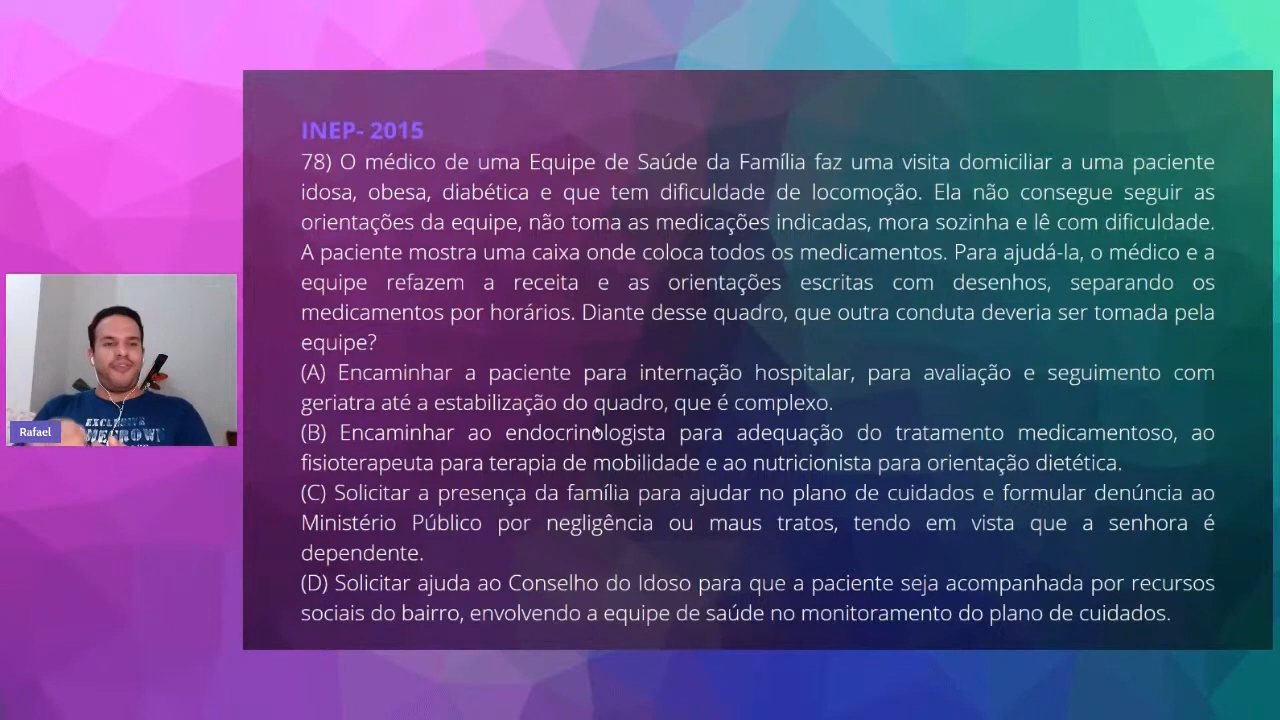 INEP- 2015
78) O médico de uma Equipe de Saúde da Família faz uma visita domiciliar a uma paciente
idosa, obesa, diabética e que tem dificuldade de locomoção. Ela não consegue seguir as
orientações da equipe, não toma as medicações indicadas, mora sozinha e lê com dificuldade.
A paciente mostra uma caixa onde coloca todos os medicamentos. Para ajudá-la, o médico e a
equipe refazem a receita e as orientações escritas com desenhos, separando os
medicamentos por horários. Diante desse quadro, que outra conduta deveria ser tomada pela
equipe?
(A) Encaminhar a paciente para internação hospitalar, para avaliação e seguimento com
geriatra até a estabilização do quadro, que é complexo.
(B) Encaminhar ao endocrinologista para adequação do tratamento medicamentoso, ao
fisioterapeuta para terapia de mobilidade e ao nutricionista para orientação dietética.
(C) Solicitar a presença da família para ajudar no plano de cuidados e formular denúncia ao
Ministério Público por negligência ou maus tratos, tendo em vista que a senhora é
dependente.
(D) Solicitar ajuda ao Conselho do Idoso para que a paciente seja acompanhada por recursos
sociais do bairro, envolvendo a equipe de saúde no monitoramento do plano de cuidados.
Rafael